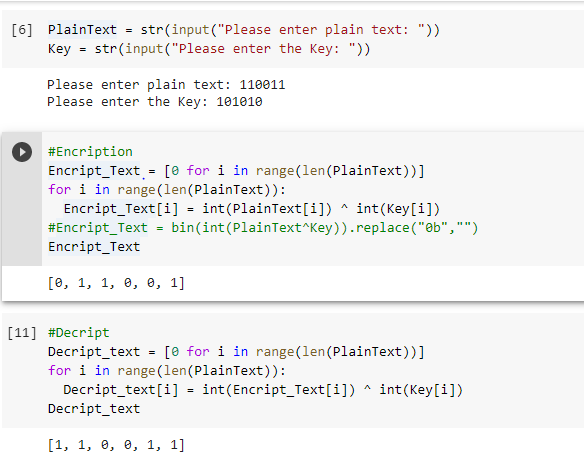 [6] PlainText = str(input("Please enter plain text: "))
Key = str(input("Please enter the Key: "))
Please enter plain text: 110011
Please enter the Key: 101010
#Encription
Encript_Text = [0 for i in range(len(PlainText))]
for i in range(len(PlainText)):
Encript_Text[i] = int(PlainText[i]) ^ int(Key[i])
#Encript_Text = bin(int(PlainText^Key)).replace("0b","")
Encript_Text
[0, 1, 1, 0, 0, 1]
[11] #Decript
Decript_text = [0 for i in range(len(PlainText))]
for i in range(len(PlainText)):
Decript_text[i] = int(Encript_Text[i]) ^ int(Key[i])
Decript_text
[1, 1, 0, 0, 1, 1]